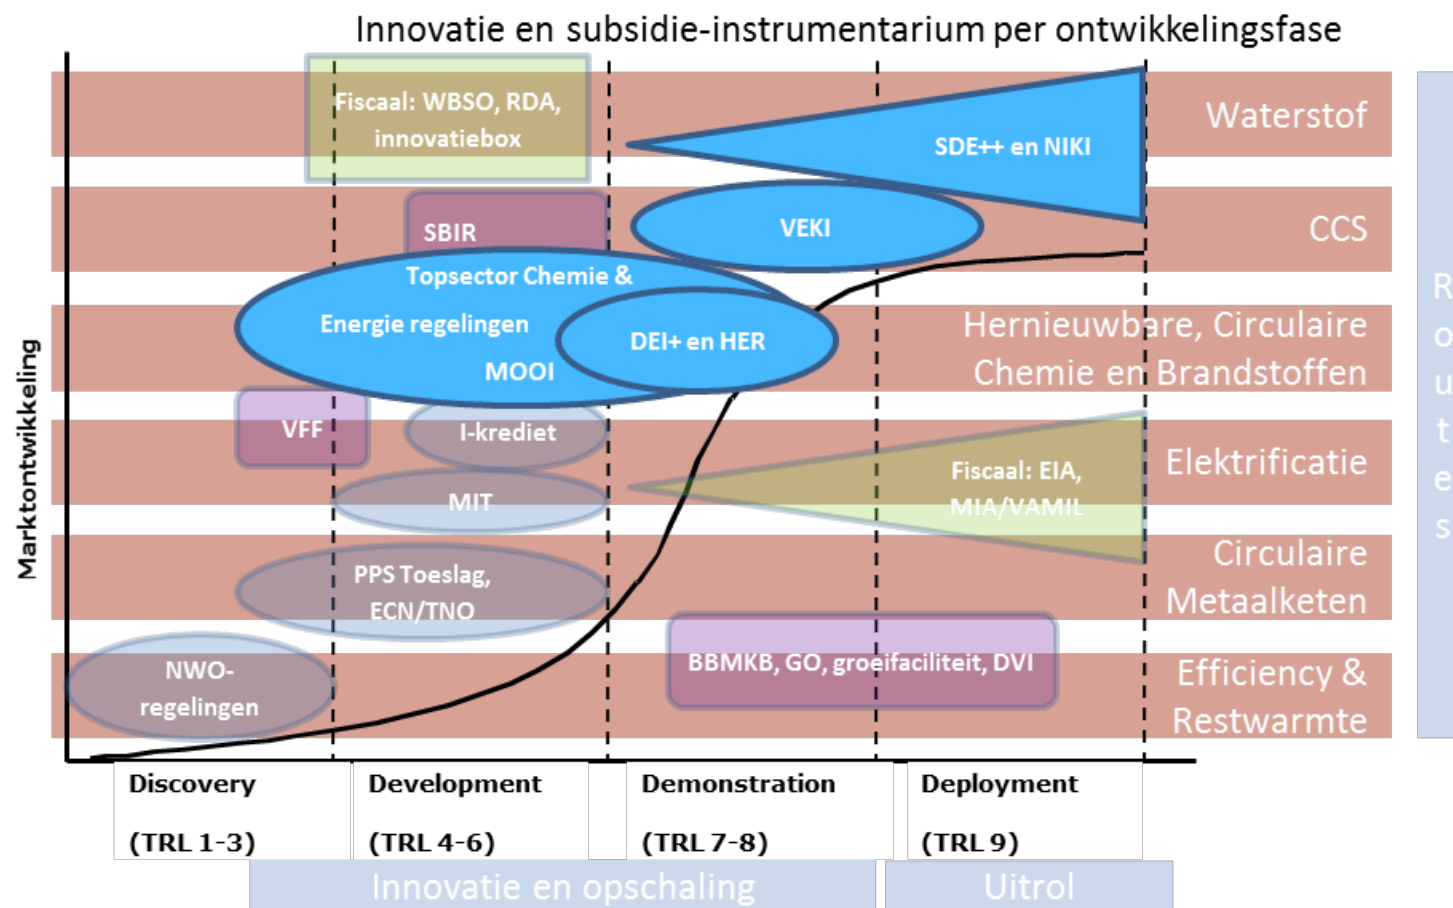 Innovatie en subsidie-instrumentarium per ontwikkelingsfase
Fiscaal: WBSO, RDA,
innovatiebox
SDE++ en NIKI
Waterstof
SBIR
VEKI
CCS
Topsector Chemie &
Energie regelingen
MOOI
DEI+ en HER
Hernieuwbare, Circulaire
Chemie en Brandstoffen
VFF
I-krediet
MIT
Fiscaal: EIA,
MIA/VAMIL
Elektrificatie
PPS Toeslag,
ECN/TNO
Circulaire
Metaalketen
NWO-
regelingen
BBMKB, GO, groeifaciliteit, DVI
Efficiency &
Restwarmte
Routes
Marktontwikkeling
Discovery
(TRL 1-3)
Development
(TRL 4-6)
Demonstration
(TRL 7-8)
Deployment
(TRL 9)
Innovatie en opschaling
Uitrol